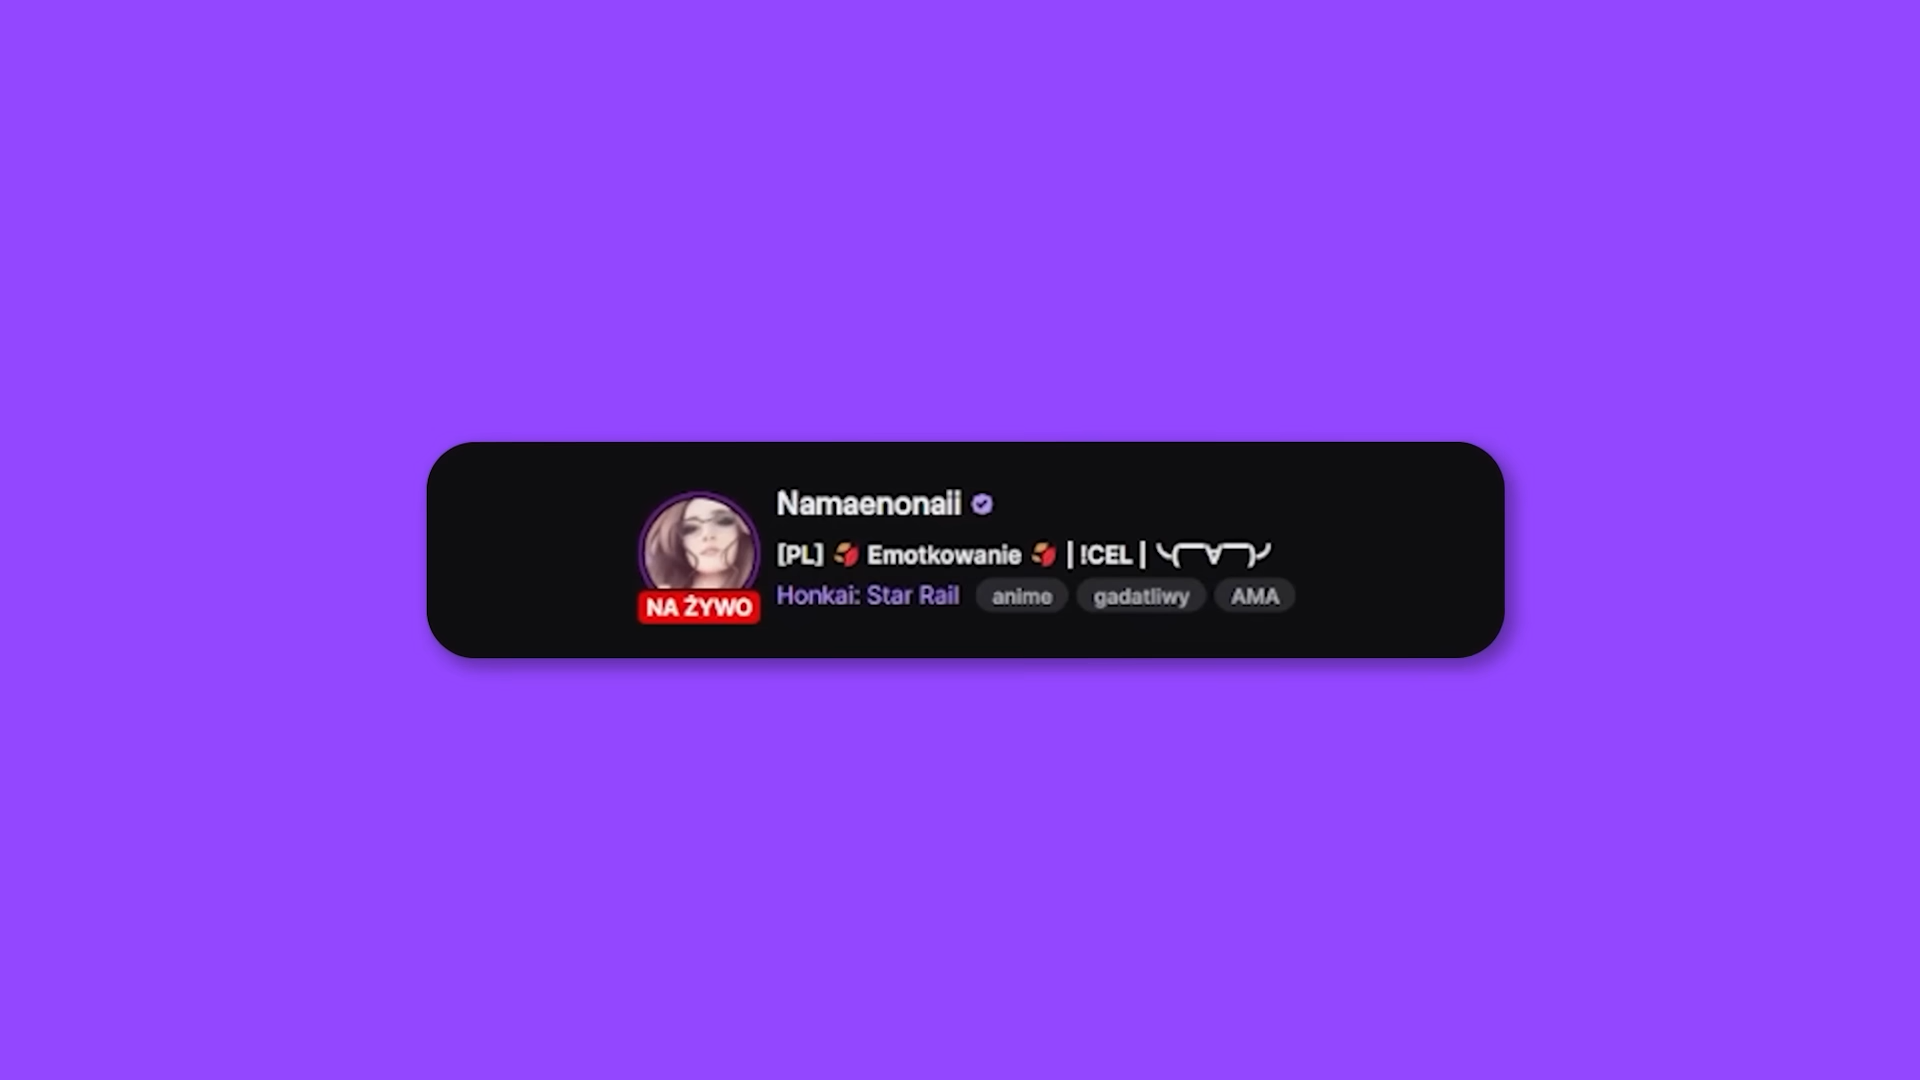 Namaenonaii
[PL] 🥊 Emotkowanie 🥊 | !CEL | ╰(￣∀￣)╯
NA ŻYWO
Honkai: Star Rail anime gadatliwy AMA